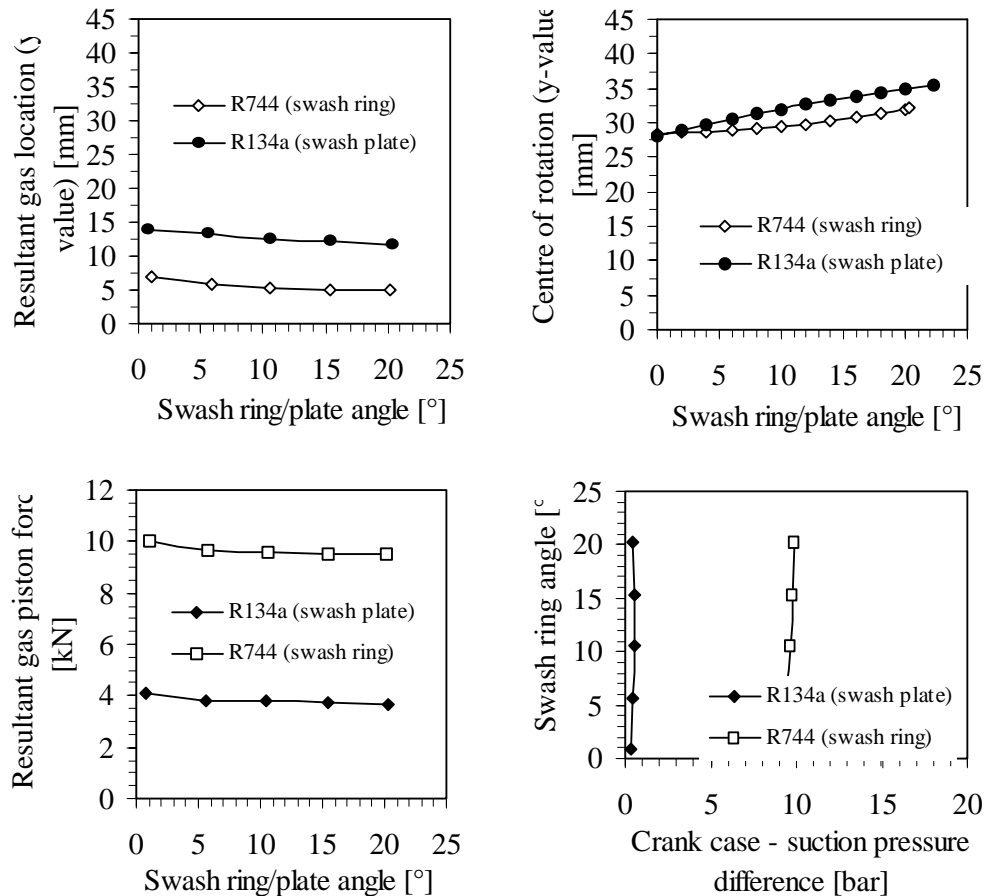 45
40
35
30
25
20
15
10
5
0
Resultant gas location (y
value) [mm]
R744 (swash ring)
R134a (swash plate)
0 5 10 15 20 25
Swash ring/plate angle [°]
45
40
35
30
25
20
15
10
5
0
Centre of rotation (y-value
[mm]
R744 (swash ring)
R134a (swash plate)
0 5 10 15 20 25
Swash ring/plate angle [°]
12
10
8
6
4
2
0
Resultant gas piston forc
[kN]
R134a (swash plate)
R744 (swash ring)
0 5 10 15 20 25
Swash ring/plate angle [°]
25
20
15
10
5
0
Swash ring angle [°
R134a (swash plate)
R744 (swash ring)
0 5 10 15 20
Crank case - suction pressure
difference [bar]